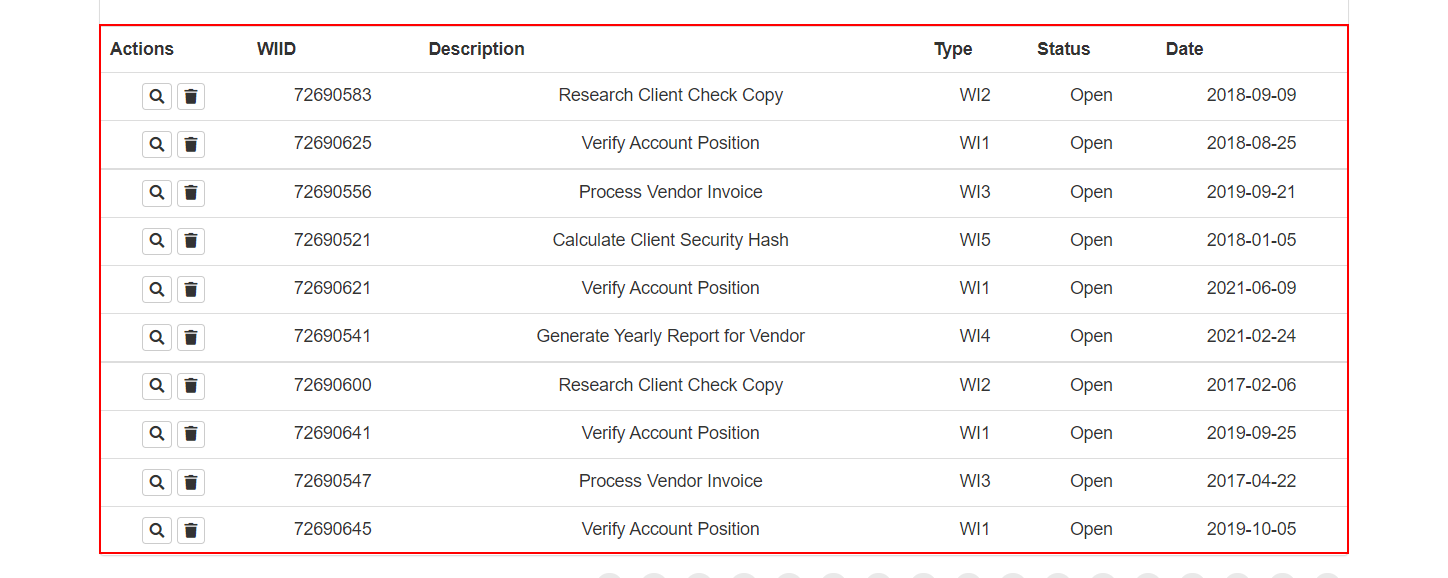 Actions WIID Description Type Status Date
72690583 Research Client Check Copy WI2 Open 2018-09-09
72690625 Verify Account Position WI1 Open 2018-08-25
72690556 Process Vendor Invoice WI3 Open 2019-09-21
72690521 Calculate Client Security Hash WI5 Open 2018-01-05
72690621 Verify Account Position WI1 Open 2021-06-09
72690541 Generate Yearly Report for Vendor WI4 Open 2021-02-24
72690600 Research Client Check Copy WI2 Open 2017-02-06
72690641 Verify Account Position WI1 Open 2019-09-25
72690547 Process Vendor Invoice WI3 Open 2017-04-22
72690645 Verify Account Position WI1 Open 2019-10-05